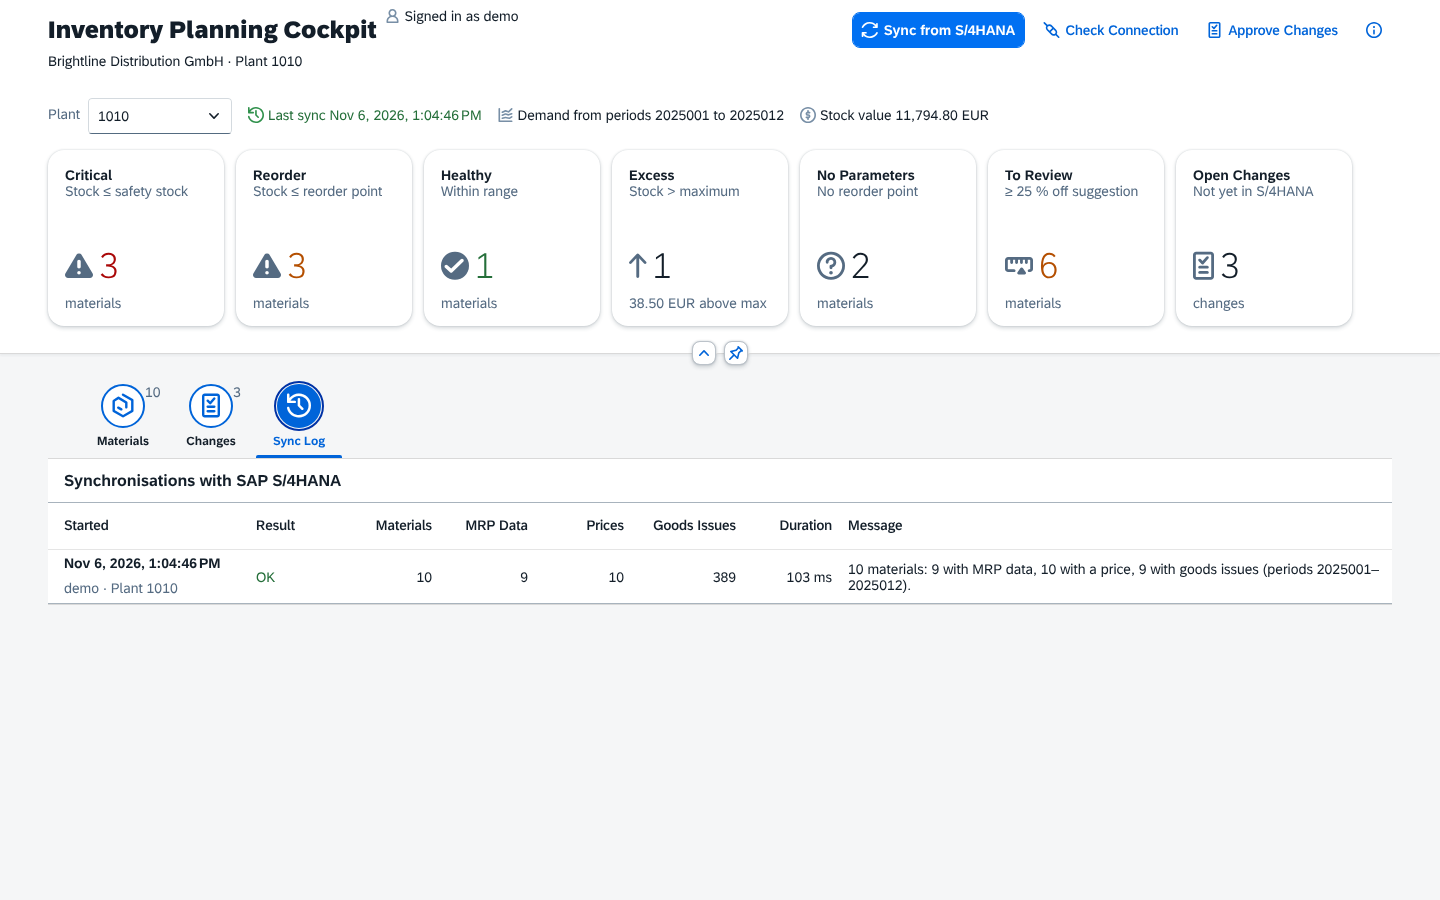 Inventory Planning Cockpit
Signed in as demo
Sync from S/4HANA
Check Connection
Approve Changes
Brightline Distribution GmbH · Plant 1010
Plant
1010
Last sync Nov 6, 2026, 1:04:46 PM
Demand from periods 2025001 to 2025012
Stock value 11,794.80 EUR
Critical
Stock ≤ safety stock
3
materials
Reorder
Stock ≤ reorder point
3
materials
Healthy
Within range
1
materials
Excess
Stock > maximum
1
38.50 EUR above max
No Parameters
No reorder point
2
materials
To Review
≥ 25 % off suggestion
6
materials
Open Changes
Not yet in S/4HANA
3
changes
10
Materials
3
Changes
Sync Log
Synchronisations with SAP S/4HANA
Started Result Materials MRP Data Prices Goods Issues Duration Message
Nov 6, 2026, 1:04:46 PM
demo · Plant 1010
OK
10
9
10
389
103 ms
10 materials: 9 with MRP data, 10 with a price, 9 with goods issues (periods 2025001–
2025012).